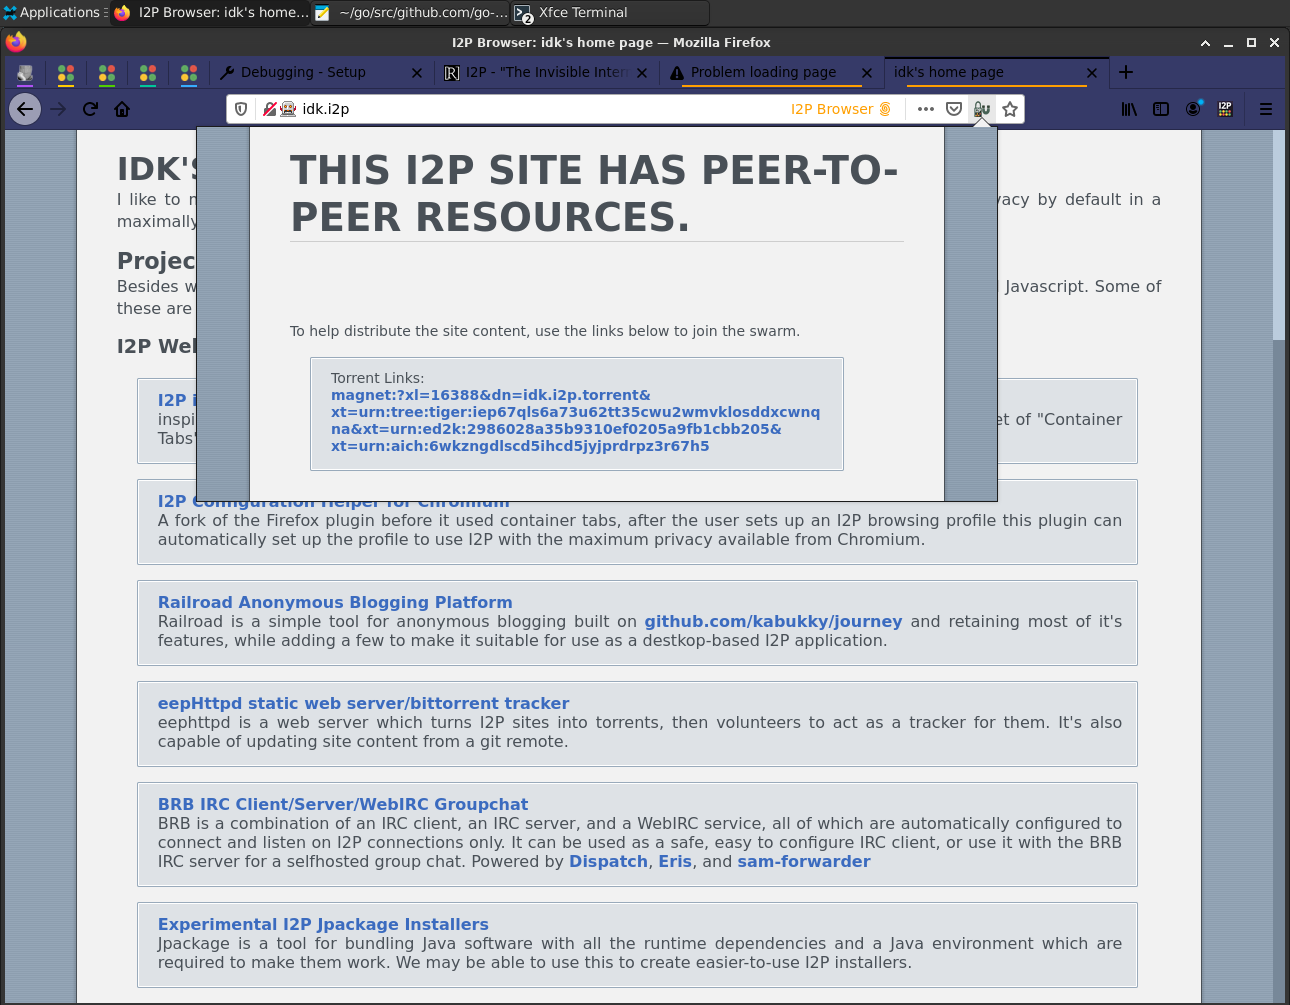 Applications
I2P Browser: idk's home...
~/go/src/github.com/go-...
2
Xfce Terminal
I2P Browser: idk's home page — Mozilla Firefox
Debugging - Setup
I2P - "The Invisible Inter
Problem loading page
idk's home page
idk.i2p
I2P Browser
I2P
IDK'S
I like to
vacy by default in a
maximally
Projec
Besides w
Javascript. Some of
these are
I2P Wel
THIS I2P SITE HAS PEER-TO-
PEER RESOURCES.
To help distribute the site content, use the links below to join the swarm.
Torrent Links:
magnet:?xl=16388&dn=idk.i2p.torrent&
xt=urn:tree:tiger:iep67qls6a73u62tt35cwu2wmvklosddxcwnq
na&xt=urn:ed2k:2986028a35b9310ef0205a9fb1cbb205&
xt=urn:aich:6wkzngdlscd5ihcd5jyjprdrpz3r67h5
I2P i
inspi
et of "Container
Tabs"
I2P Configuration Helper for Chromium
A fork of the Firefox plugin before it used container tabs, after the user sets up an I2P browsing profile this plugin can
automatically set up the profile to use I2P with the maximum privacy available from Chromium.
Railroad Anonymous Blogging Platform
Railroad is a simple tool for anonymous blogging built on github.com/kabukky/journey and retaining most of it's
features, while adding a few to make it suitable for use as a destkop-based I2P application.
eepHttpd static web server/bittorrent tracker
eephttpd is a web server which turns I2P sites into torrents, then volunteers to act as a tracker for them. It's also
capable of updating site content from a git remote.
BRB IRC Client/Server/WebIRC Groupchat
BRB is a combination of an IRC client, an IRC server, and a WebIRC service, all of which are automatically configured to
connect and listen on I2P connections only. It can be used as a safe, easy to configure IRC client, or use it with the BRB
IRC server for a selfhosted group chat. Powered by Dispatch, Eris, and sam-forwarder
Experimental I2P Jpackage Installers
Jpackage is a tool for bundling Java software with all the runtime dependencies and a Java environment which are
required to make them work. We may be able to use this to create easier-to-use I2P installers.